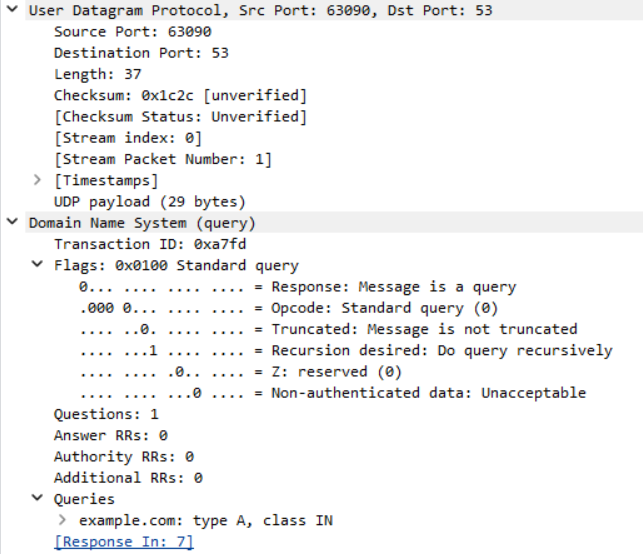 User Datagram Protocol, Src Port: 63090, Dst Port: 53
Source Port: 63090
Destination Port: 53
Length: 37
Checksum: 0x1c2c [unverified]
[Checksum Status: Unverified]
[Stream index: 0]
[Stream Packet Number: 1]
[Timestamps]
UDP payload (29 bytes)
Domain Name System (query)
Transaction ID: 0xa7fd
Flags: 0x0100 Standard query
0... .... .... .... = Response: Message is a query
.000 0... .... .... = Opcode: Standard query (0)
.... ..0. .... .... = Truncated: Message is not truncated
.... ...1 .... .... = Recursion desired: Do query recursively
.... .... .0.. .... = Z: reserved (0)
.... .... ...0 .... = Non-authenticated data: Unacceptable
Questions: 1
Answer RRs: 0
Authority RRs: 0
Additional RRs: 0
Queries
example.com: type A, class IN
[Response In: 7]